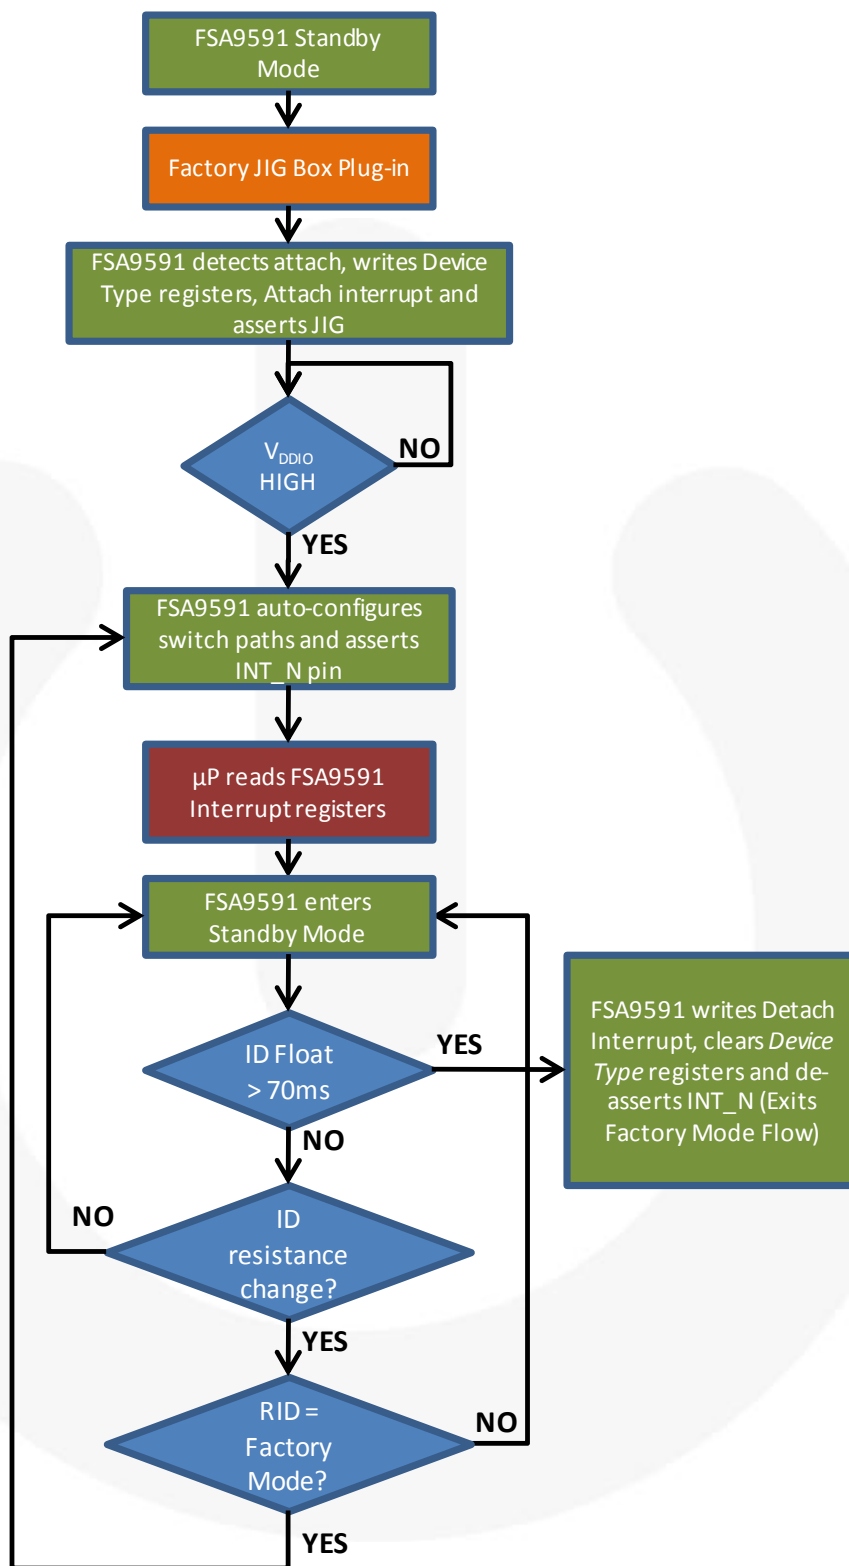 FSA9591 Standby
Mode
Factory JIG Box Plug-in
FSA9591 detects attach, writes Device
Type registers, Attach interrupt and
asserts JIG
VDDIO
HIGH
NO
YES
FSA9591 auto-configures
switch paths and asserts
INT_N pin
µP reads FSA9591
Interrupt registers
FSA9591 enters
Standby Mode
ID Float
> 70ms
YES
FSA9591 writes Detach
Interrupt, clears Device
Type registers and de-
asserts INT_N (Exits
Factory Mode Flow)
NO
NO
ID
resistance
change?
YES
RID =
Factory
Mode?
NO
YES